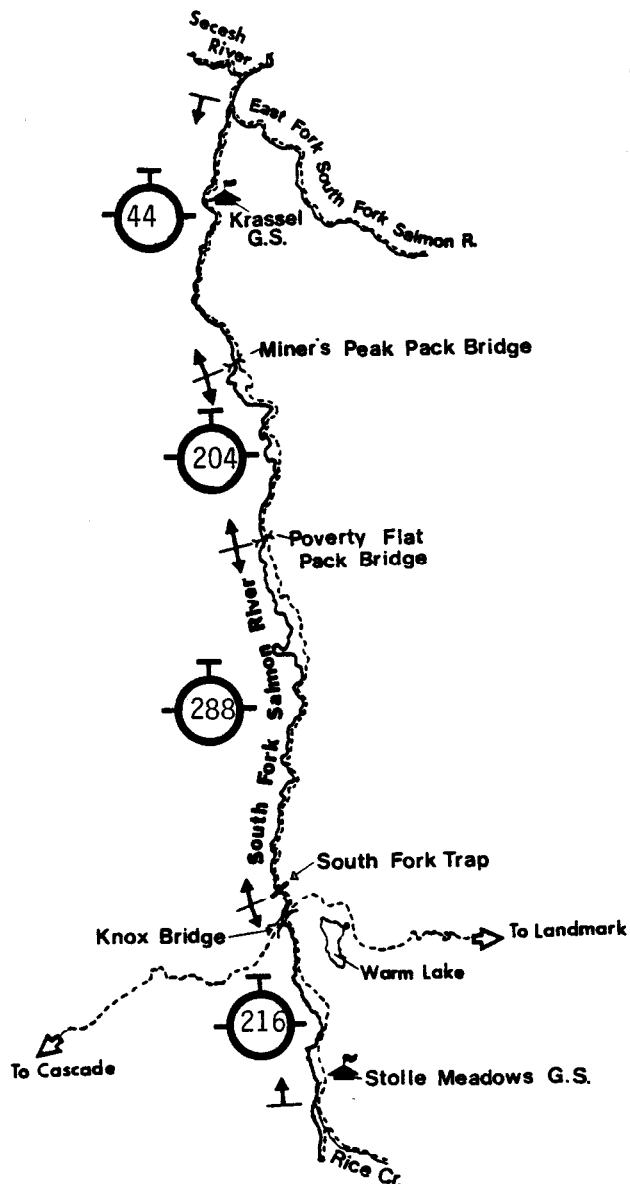 Secesh
River
East Fork South Fork Salmon R.
44
Krassel
G.S.
Miner's Peak Pack Bridge
204
Poverty Flat
Pack Bridge
South Fork Salmon River
288
South Fork Trap
Knox Bridge
To Landmark
Warm Lake
216
To Cascade
Stolle Meadows G.S.
Rice Cr.